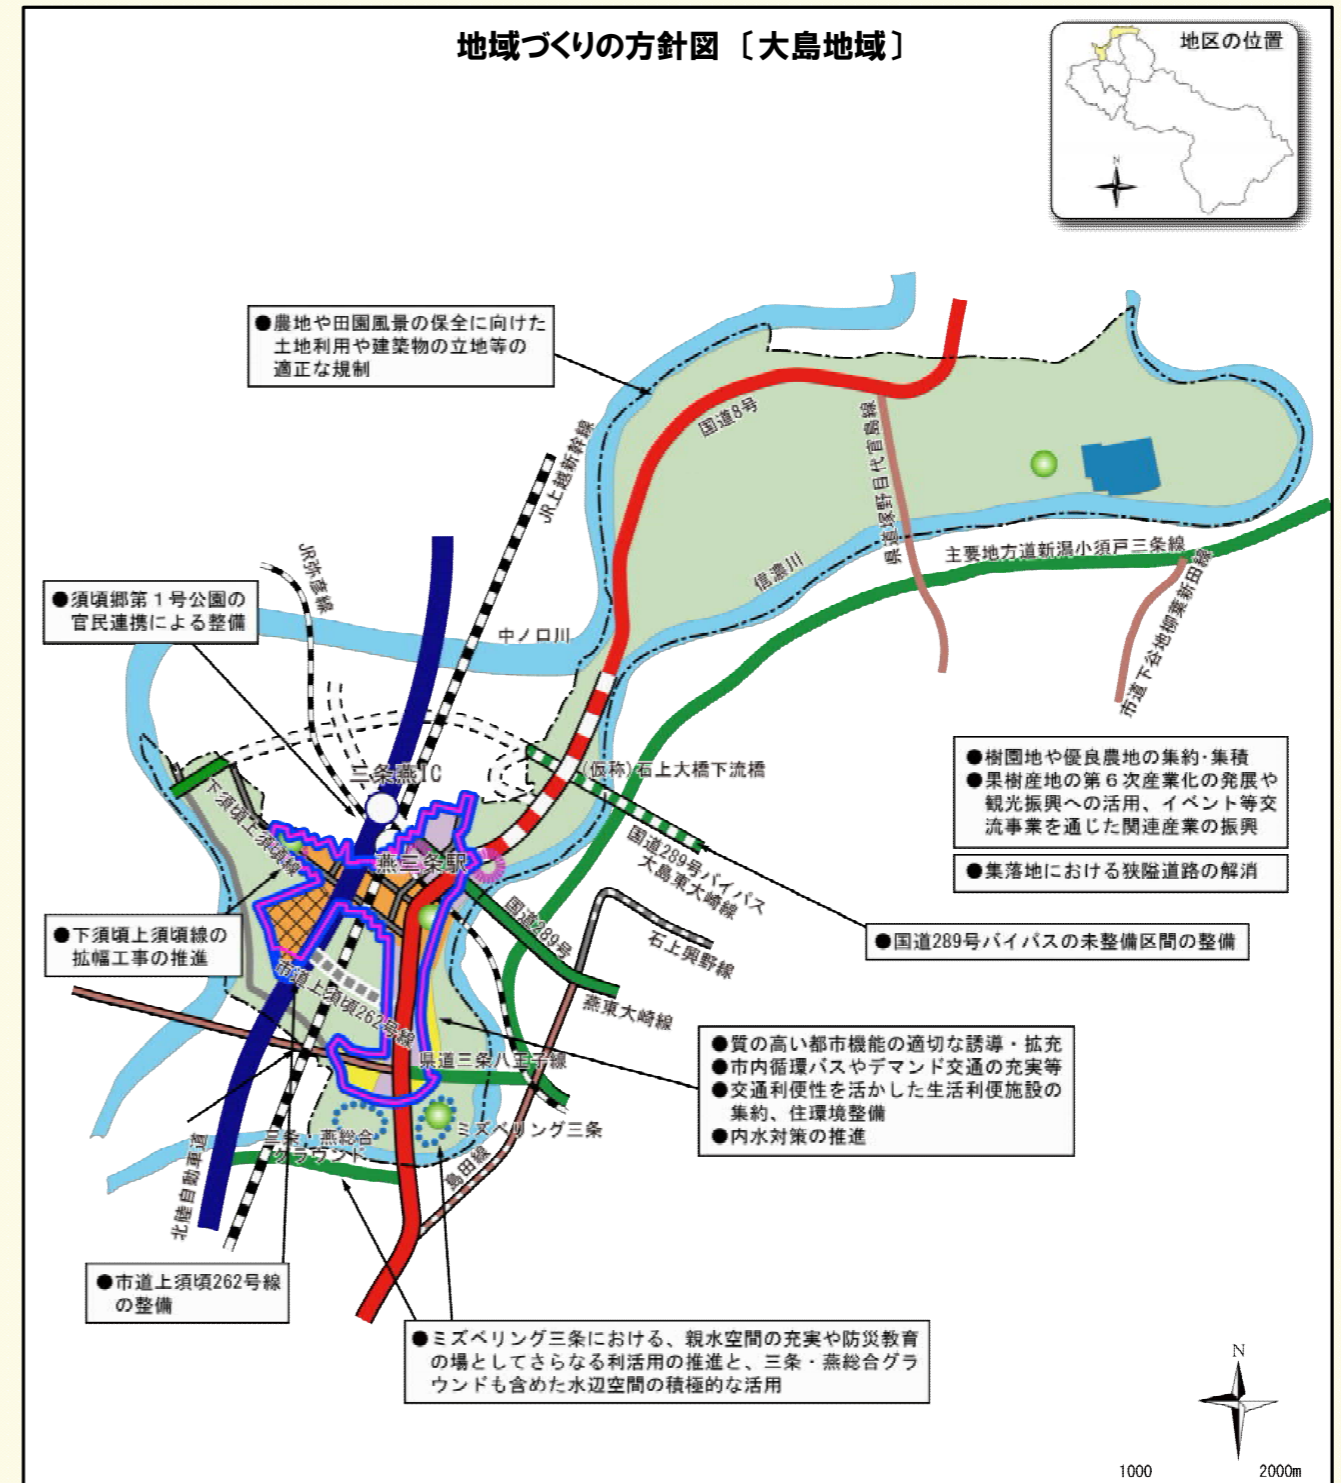 地域づくりの方針図〔大島地域〕
地区の位置
N
●農地や田園風景の保全に向けた
土地利用や建築物の立地等の
適正な規制
国道8号
JR上越新幹線
県道塚野目代官島線
JR弥彦線
主要地方道新潟小須戸三条線
信濃川
●須頃郷第1号公園の
官民連携による整備
中ノ口川
市道下谷地柳葉新田線
●樹園地や優良農地の集約・集積
●果樹産地の第6次産業化の発展や
観光振興への活用、イベント等交
流事業を通じた関連産業の振興
三条燕IC
(仮称)石上大橋下流橋
下須頃上須頃線
国道289号バイパス
大島東大崎線
燕三条駅
●集落地における狭隘道路の解消
国道289号
石上興野線
●国道289号バイパスの未整備区間の整備
●下須頃上須頃線の
拡幅工事の推進
市道上須頃262号線
燕東大崎線
県道三条八王子線
●質の高い都市機能の適切な誘導・拡充
●市内循環バスやデマンド交通の充実等
●交通利便性を活かした生活利便施設の
集約、住環境整備
●内水対策の推進
三条・燕総合
グラウンド
ミズベリング三条
島田線
北陸自動車道
●市道上須頃262号線
の整備
●ミズベリング三条における、親水空間の充実や防災教育
の場としてさらなる利活用の推進と、三条・燕総合グラ
ウンドも含めた水辺空間の積極的な活用
N
1000 2000m